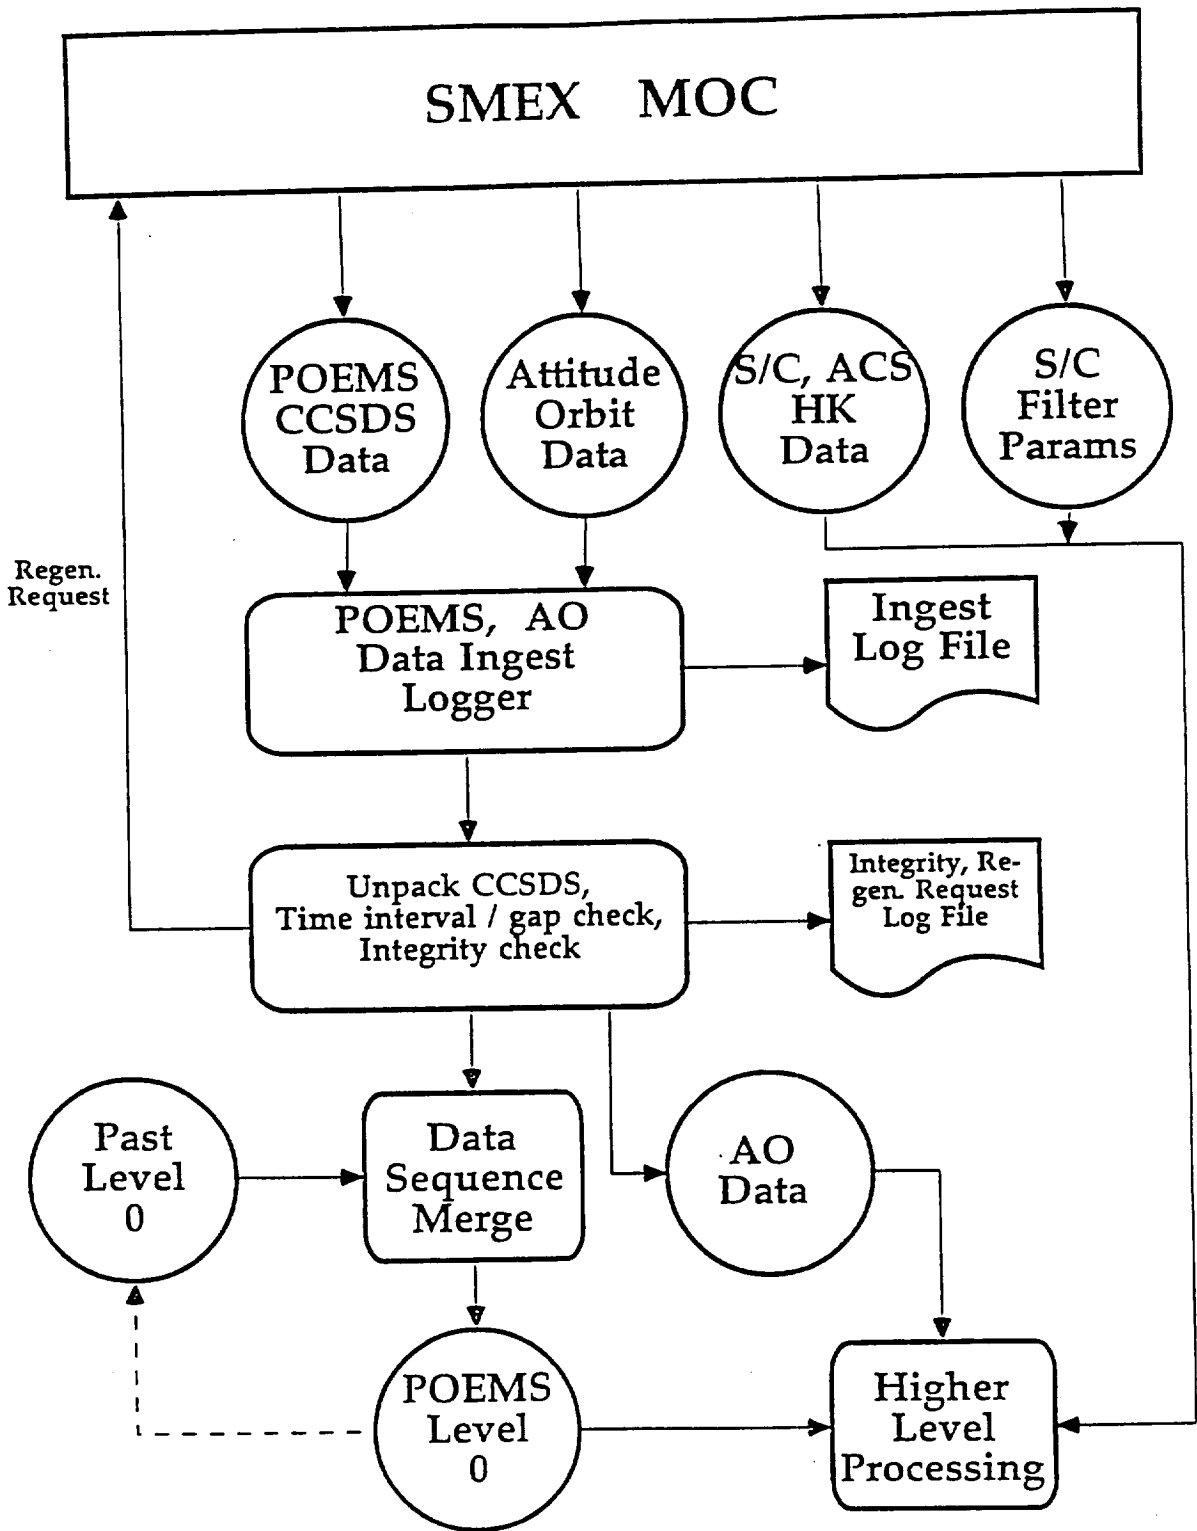 SMEX MOC
POEMS
CCSDS
Data
Attitude
Orbit
Data
S/C, ACS
HK
Data
S/C
Filter
Params
Regen.
Request
POEMS, AO
Data Ingest
Logger
Ingest
Log File
Unpack CCSDS,
Time interval / gap check,
Integrity check
Integrity, Re-
gen. Request
Log File
Past
Level
0
Data
Sequence
Merge
AO
Data
POEMS
Level
0
Higher
Level
Processing